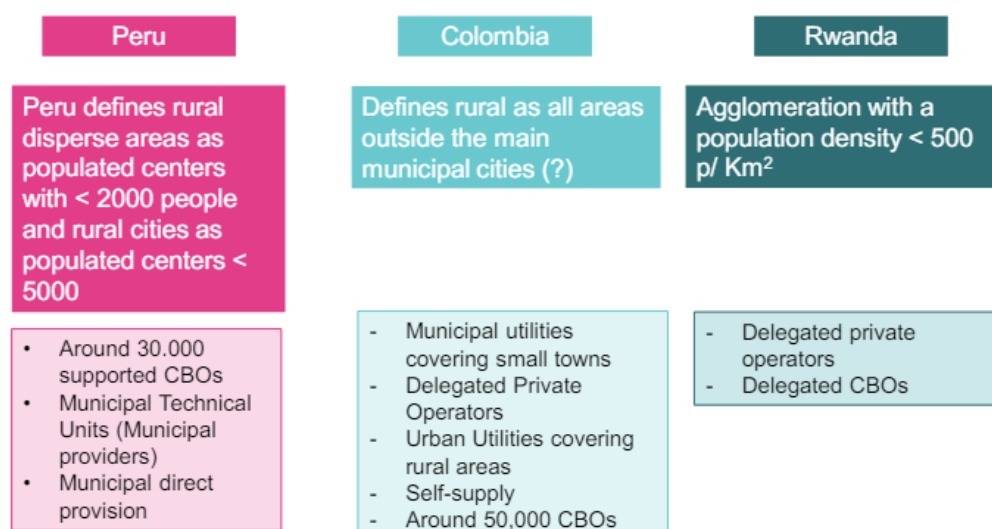 Peru
Colombia
Rwanda
Peru defines rural
disperse areas as
populated centers
with < 2000 people
and rural cities as
populated centers <
5000
Defines rural as all areas
outside the main
municipal cities (?)
Agglomeration with a
population density < 500
p/ Km²
• Around 30.000
supported CBOs
• Municipal Technical
Units (Municipal
providers)
• Municipal direct
provision
- Municipal utilities
covering small towns
- Delegated Private
Operators
- Urban Utilities covering
rural areas
- Self-supply
- Around 50,000 CBOs
- Delegated private
operators
- Delegated CBOs